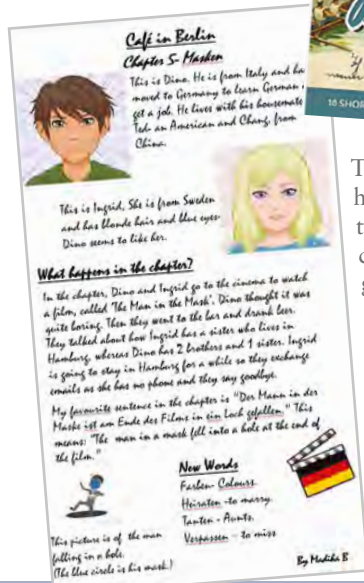 Café in Berlin
Chapter 5- Masken
This is Dino. He is from Italy and
moved to Germany to learn German
get a job. He lives with his housemate
Ted: an American and Chang, from
China.
This is Ingrid. She is from Sweden
and has blonde hair and blue eyes.
Dino seems to like her.
What happens in the chapter?
In the chapter, Dino and Ingrid go to the cinema to watch
a film, called 'The Man in the Mask'. Dino thought it was
quite boring. Then they went to the bar and drank beer.
They talked about how Ingrid has a sister who lives in
Hamburg, whereas Dino has 2 brothers and 1 sister. Ingrid
is going to stay in Hamburg for a while so they exchange
emails as she has no phone and they say goodbye.
My favourite sentence in the chapter is "Der Mann in der
Maske ist am Ende des Films in ein Loch gefallen." This
means: "The man in a mask fell into a hole at the end of
the film."
New Words
Farben- Colours.
Heiraten -to marry.
Tanten - Aunts.
Verpassen - to miss
This picture is of the man
falling in a hole.
(The blue circle is his mask.)
By Madiha B